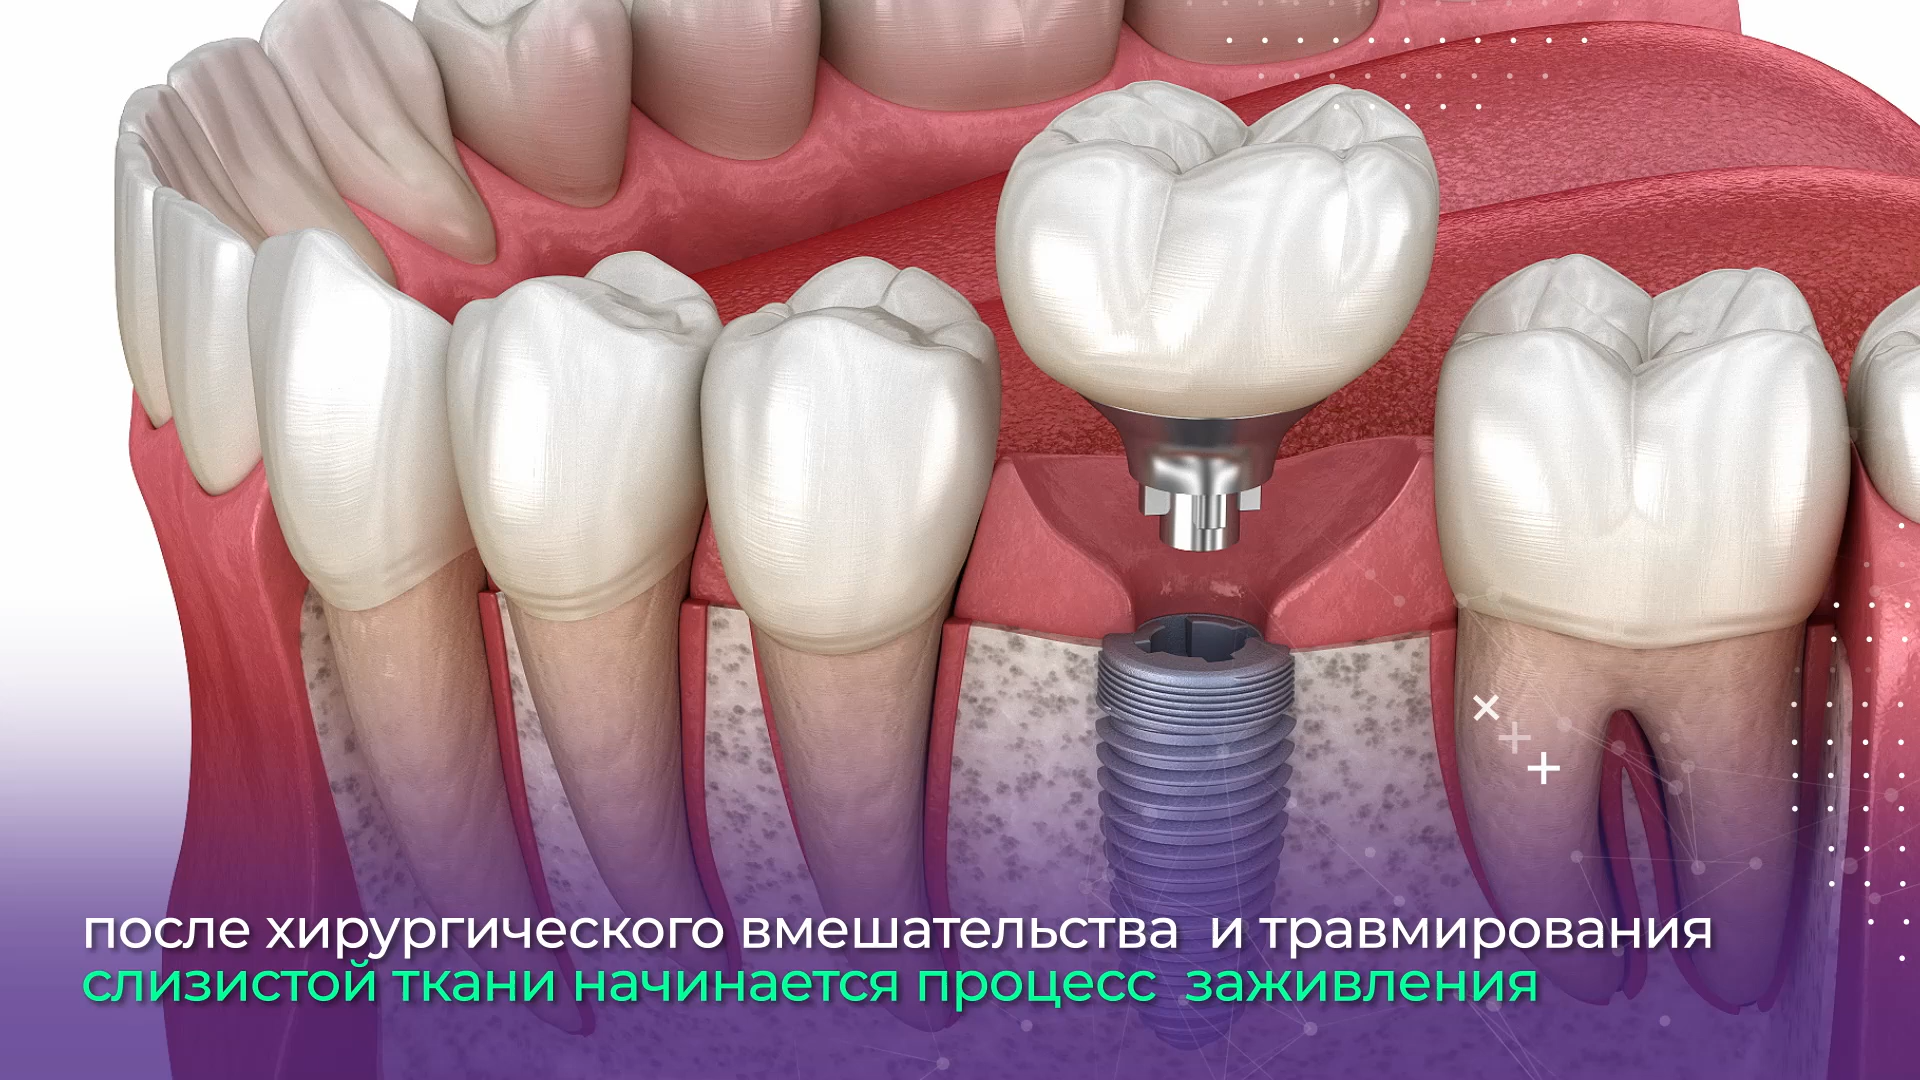 после хирургического вмешательства и травмирования
слизистой ткани начинается процесс заживления